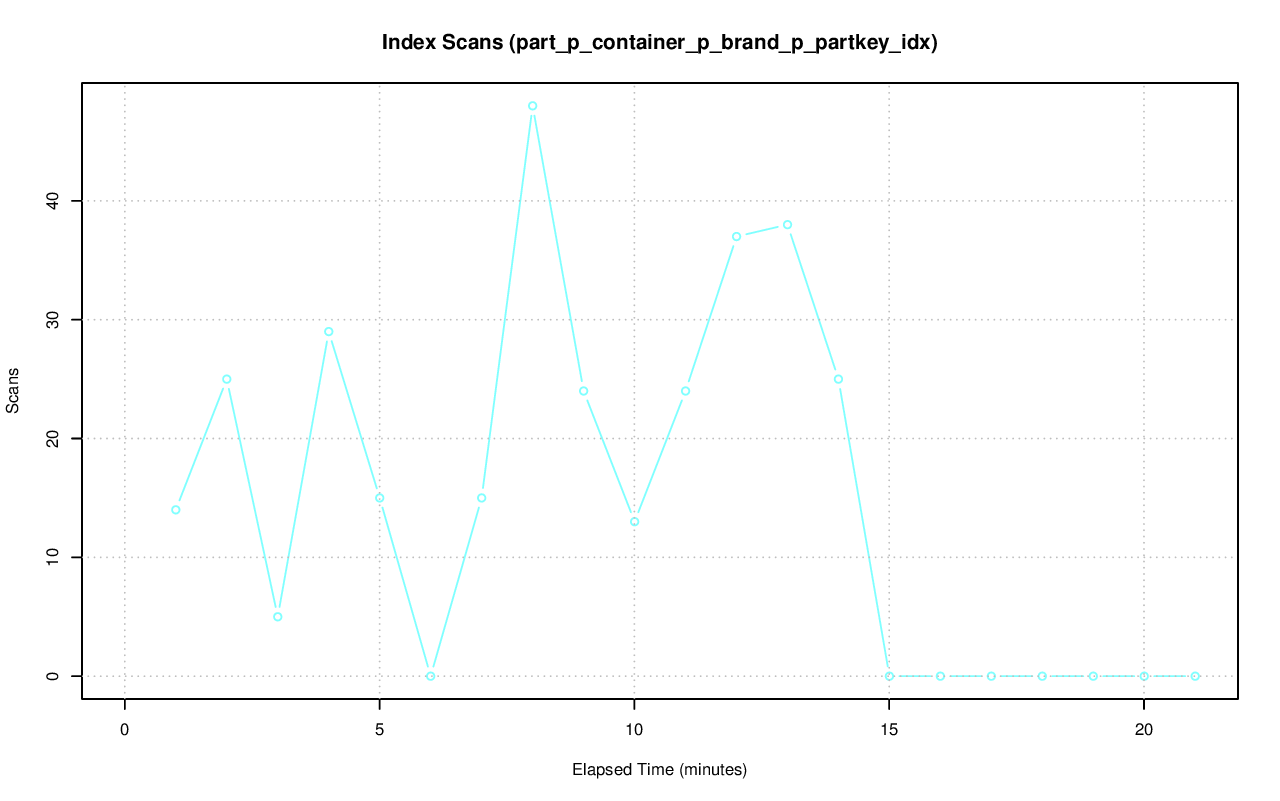 Index Scans (part_p_container_p_brand_p_partkey_idx)
Scans
40
30
20
10
0
0 5 10 15 20
Elapsed Time (minutes)